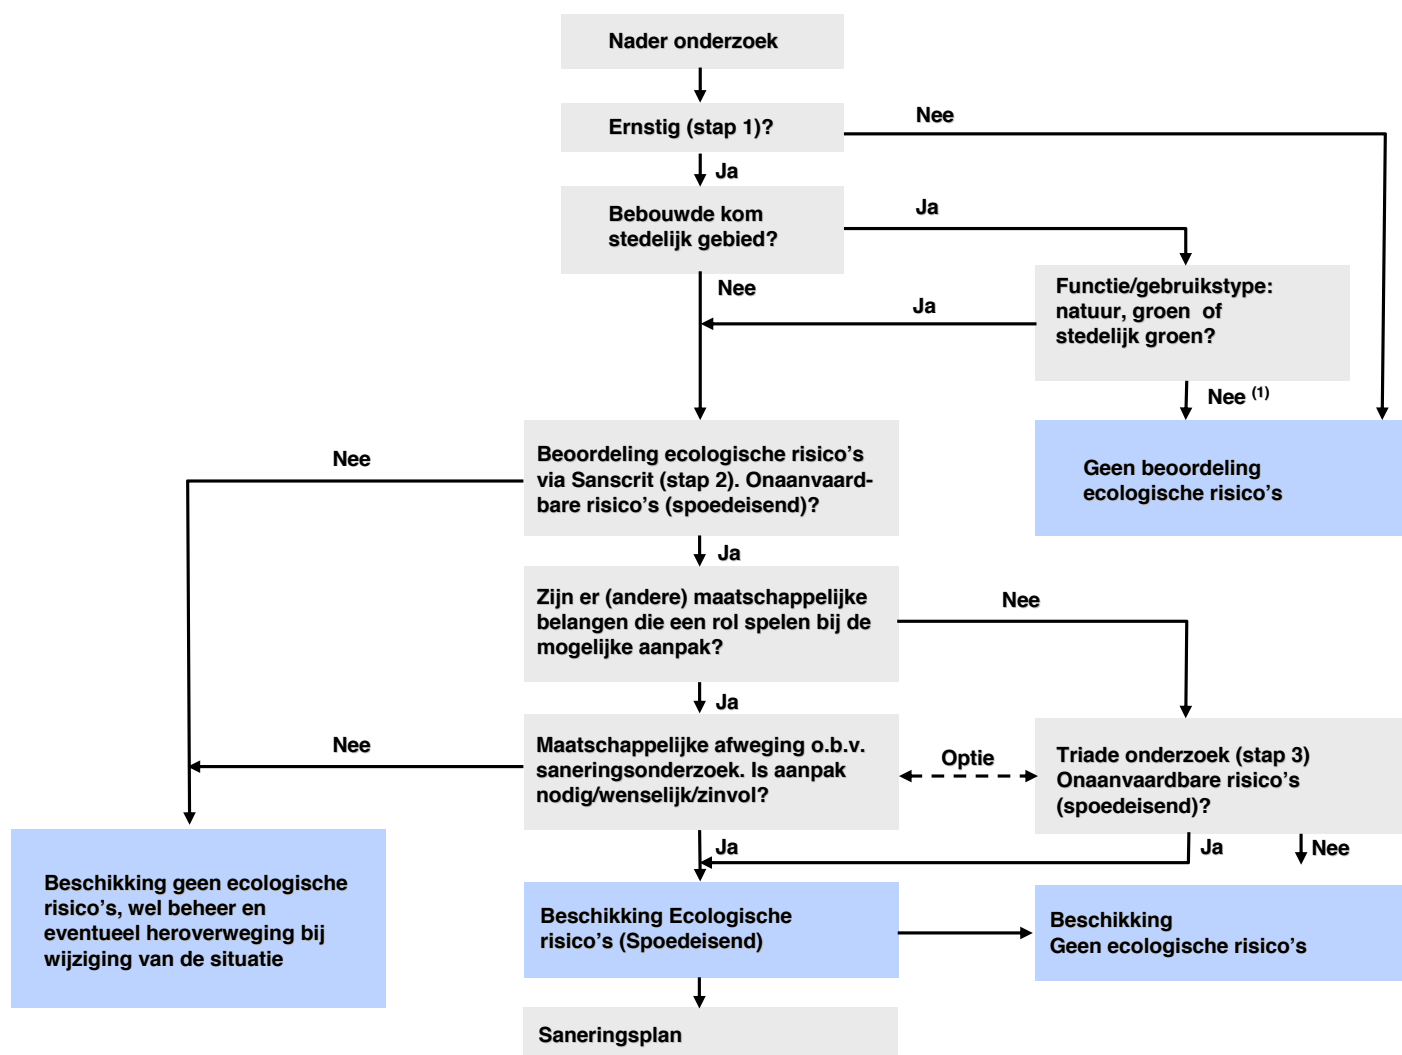 Nader onderzoek
Ernstig (stap 1)?
Nee
Ja
Bebouwde kom
stedelijk gebied?
Ja
Nee
Functie/gebruikstype:
natuur, groen of
stedelijk groen?
Ja
Nee (1)
Geen beoordeling
ecologische risico’s
Beoordeling ecologische risico’s
via Sanscrit (stap 2). Onaanvaard-
bare risico’s (spoedeisend)?
Nee
Ja
Zijn er (andere) maatschappelijke
belangen die een rol spelen bij de
mogelijke aanpak?
Nee
Ja
Maatschappelijke afweging o.b.v.
saneringsonderzoek. Is aanpak
nodig/wenselijk/zinvol?
Nee
Optie
Triade onderzoek (stap 3)
Onaanvaardbare risico’s
(spoedeisend)?
Ja
Ja
Nee
Beschikking geen ecologische
risico’s, wel beheer en
eventueel heroverweging bij
wijziging van de situatie
Beschikking Ecologische
risico’s (Spoedeisend)
Beschikking
Geen ecologische risico’s
Saneringsplan